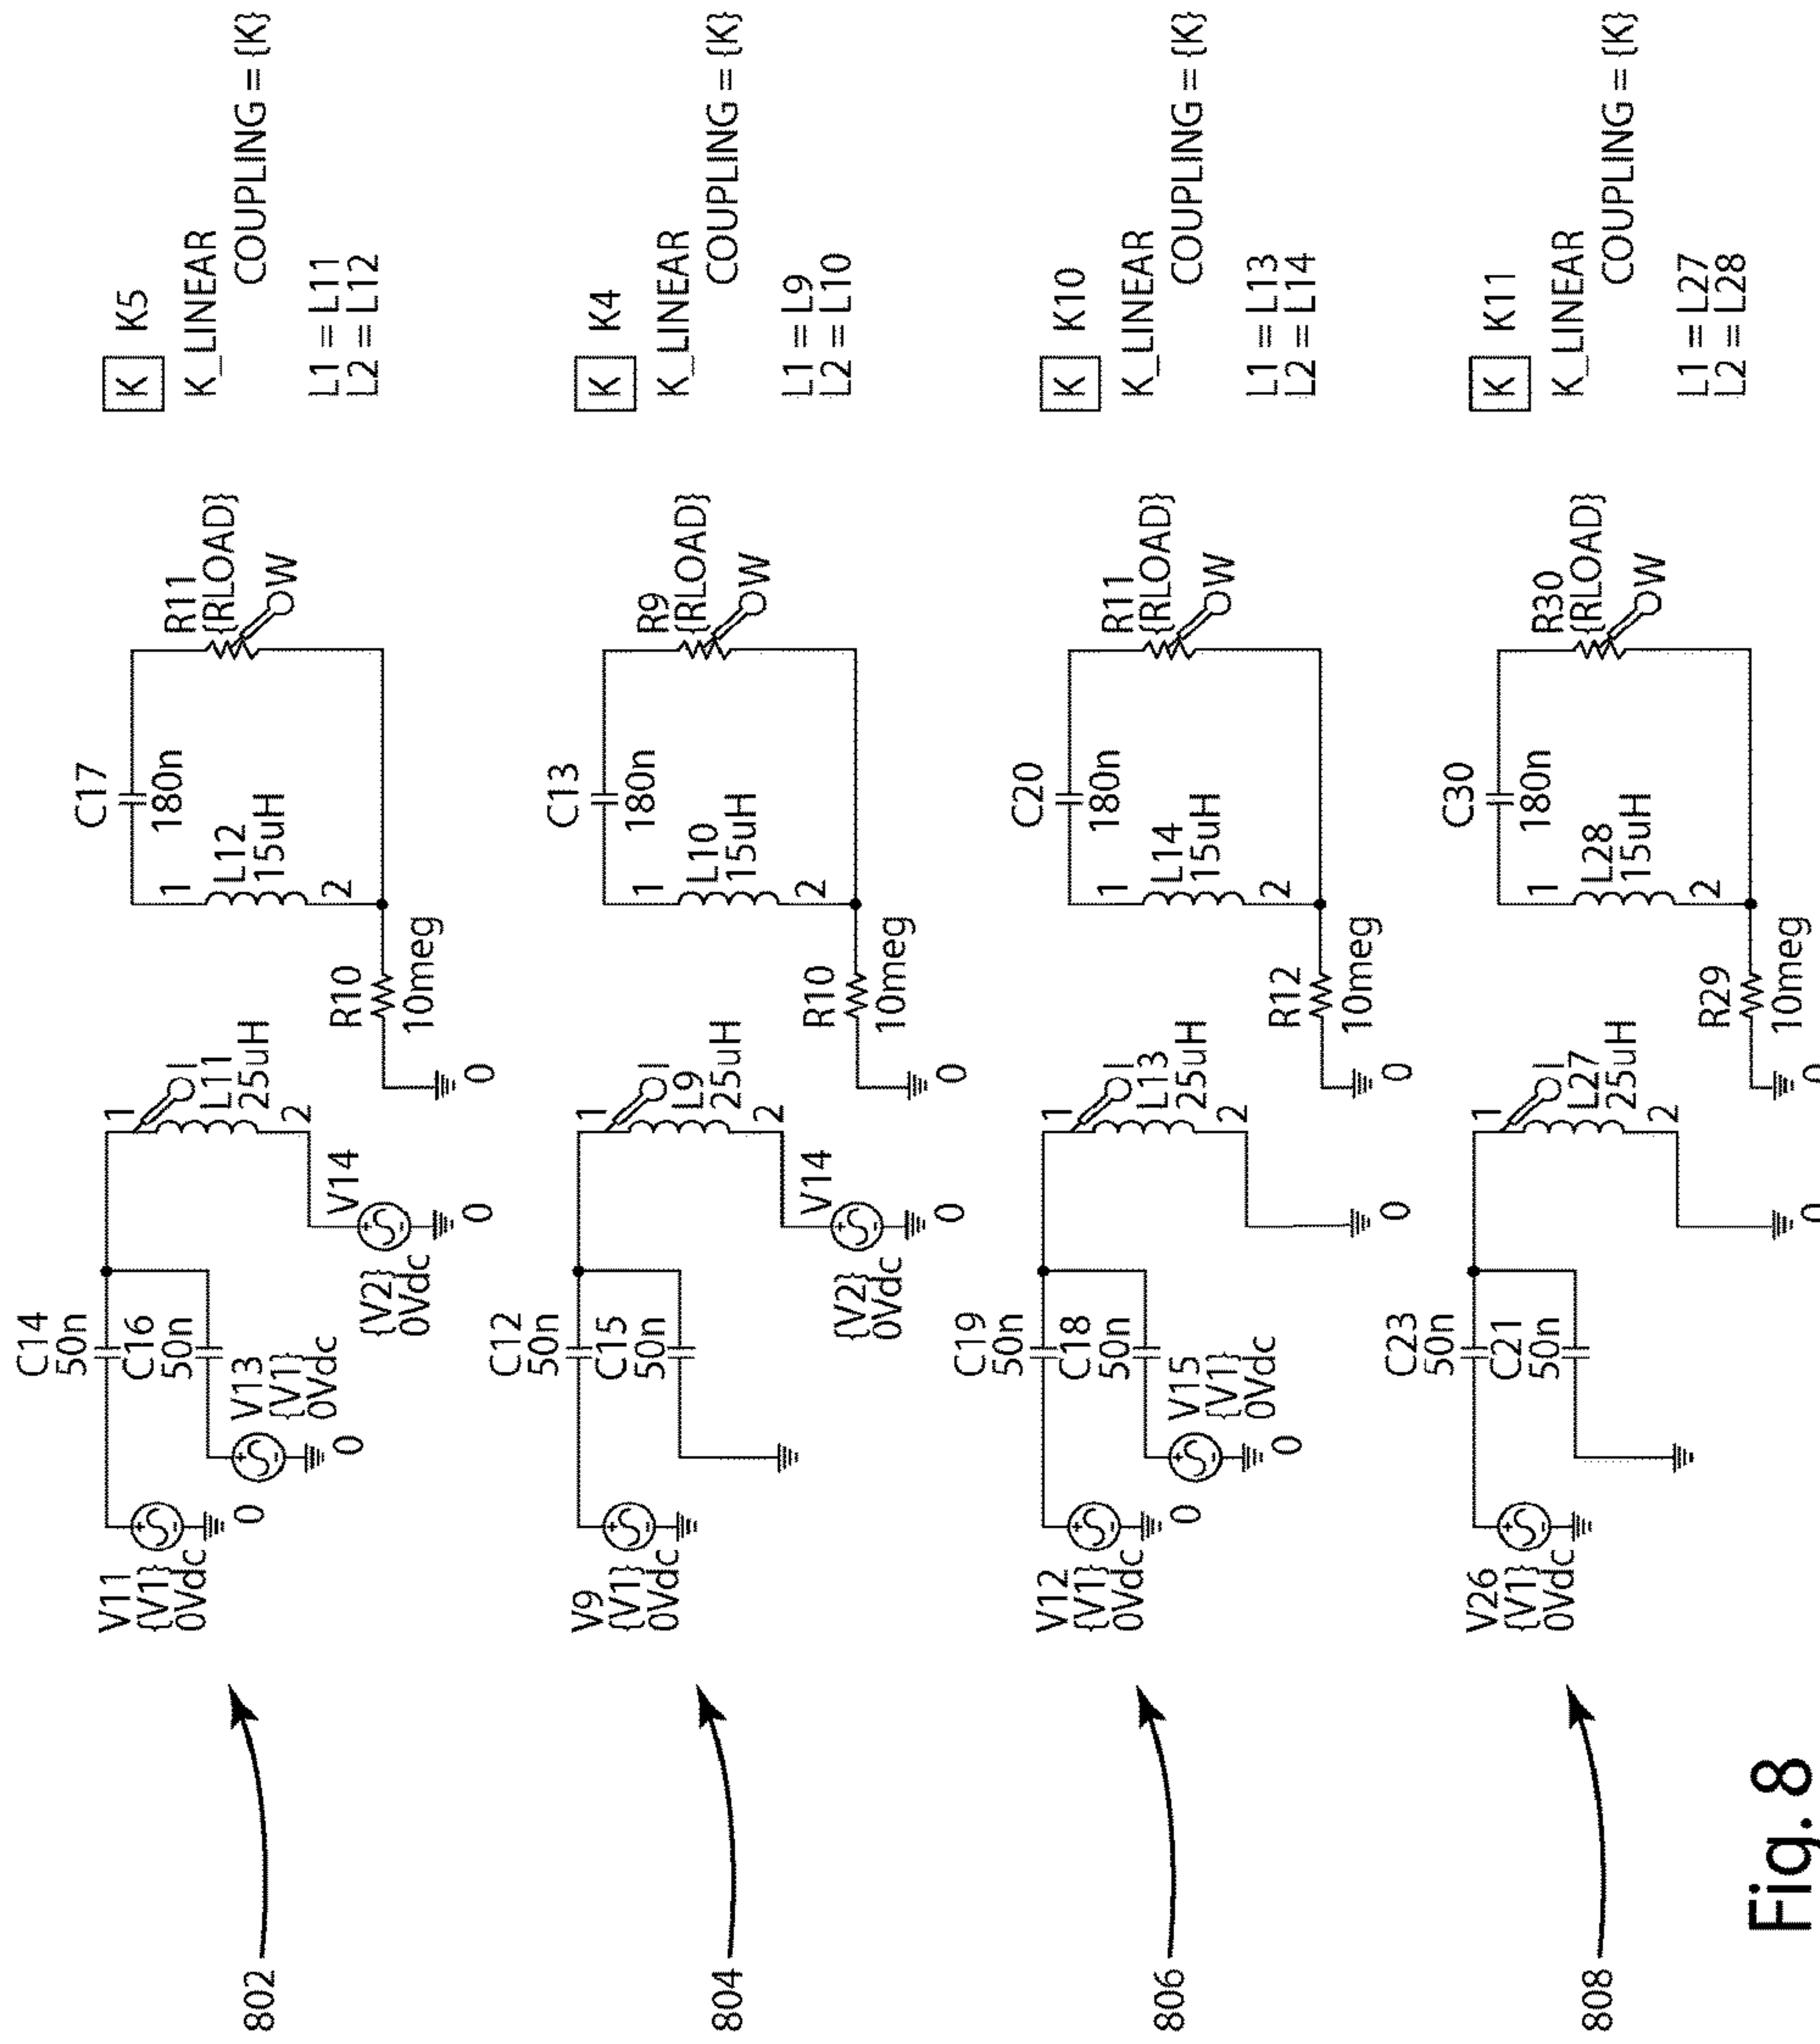 802
V11
{V1}
0Vdc
0
C14
50n
C16
50n
V13
{V1}
0Vdc
0
1
I
L11
25uH
2
V14
{V2}
0Vdc
0
R10
10meg
0
C17
180n
1
L12
15uH
2
R11
{RLOAD}
W
K K5
K_LINEAR
COUPLING = {K}
L1 = L11
L2 = L12
804
V9
{V1}
0Vdc
C12
50n
C15
50n
1
I
L9
25uH
2
V14
{V2}
0Vdc
0
R10
10meg
0
C13
180n
1
L10
15uH
2
R9
{RLOAD}
W
K K4
K_LINEAR
COUPLING = {K}
L1 = L9
L2 = L10
806
V12
{V1}
0Vdc
0
C19
50n
C18
50n
V15
{V1}
0Vdc
0
1
I
L13
25uH
2
0
R12
10meg
0
C20
180n
1
L14
15uH
2
R11
{RLOAD}
W
K K10
K_LINEAR
COUPLING = {K}
L1 = L13
L2 = L14
808
V26
{V1}
0Vdc
C23
50n
C21
50n
1
I
L27
25uH
2
0
R29
10meg
0
C30
180n
1
L28
15uH
2
R30
{RLOAD}
W
K K11
K_LINEAR
COUPLING = {K}
L1 = L27
L2 = L28
Fig. 8